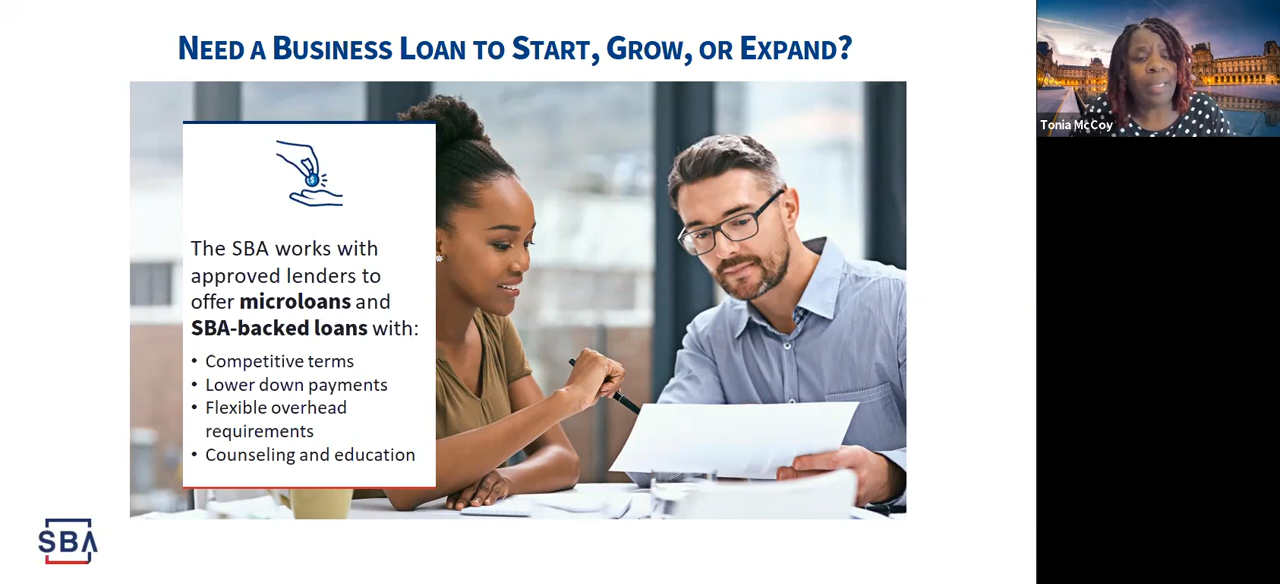 NEED A BUSINESS LOAN TO START, GROW, OR EXPAND?
The SBA works with
approved lenders to
offer microloans and
SBA-backed loans with:
• Competitive terms
• Lower down payments
• Flexible overhead
requirements
• Counseling and education
SBA
Tonia McCoy